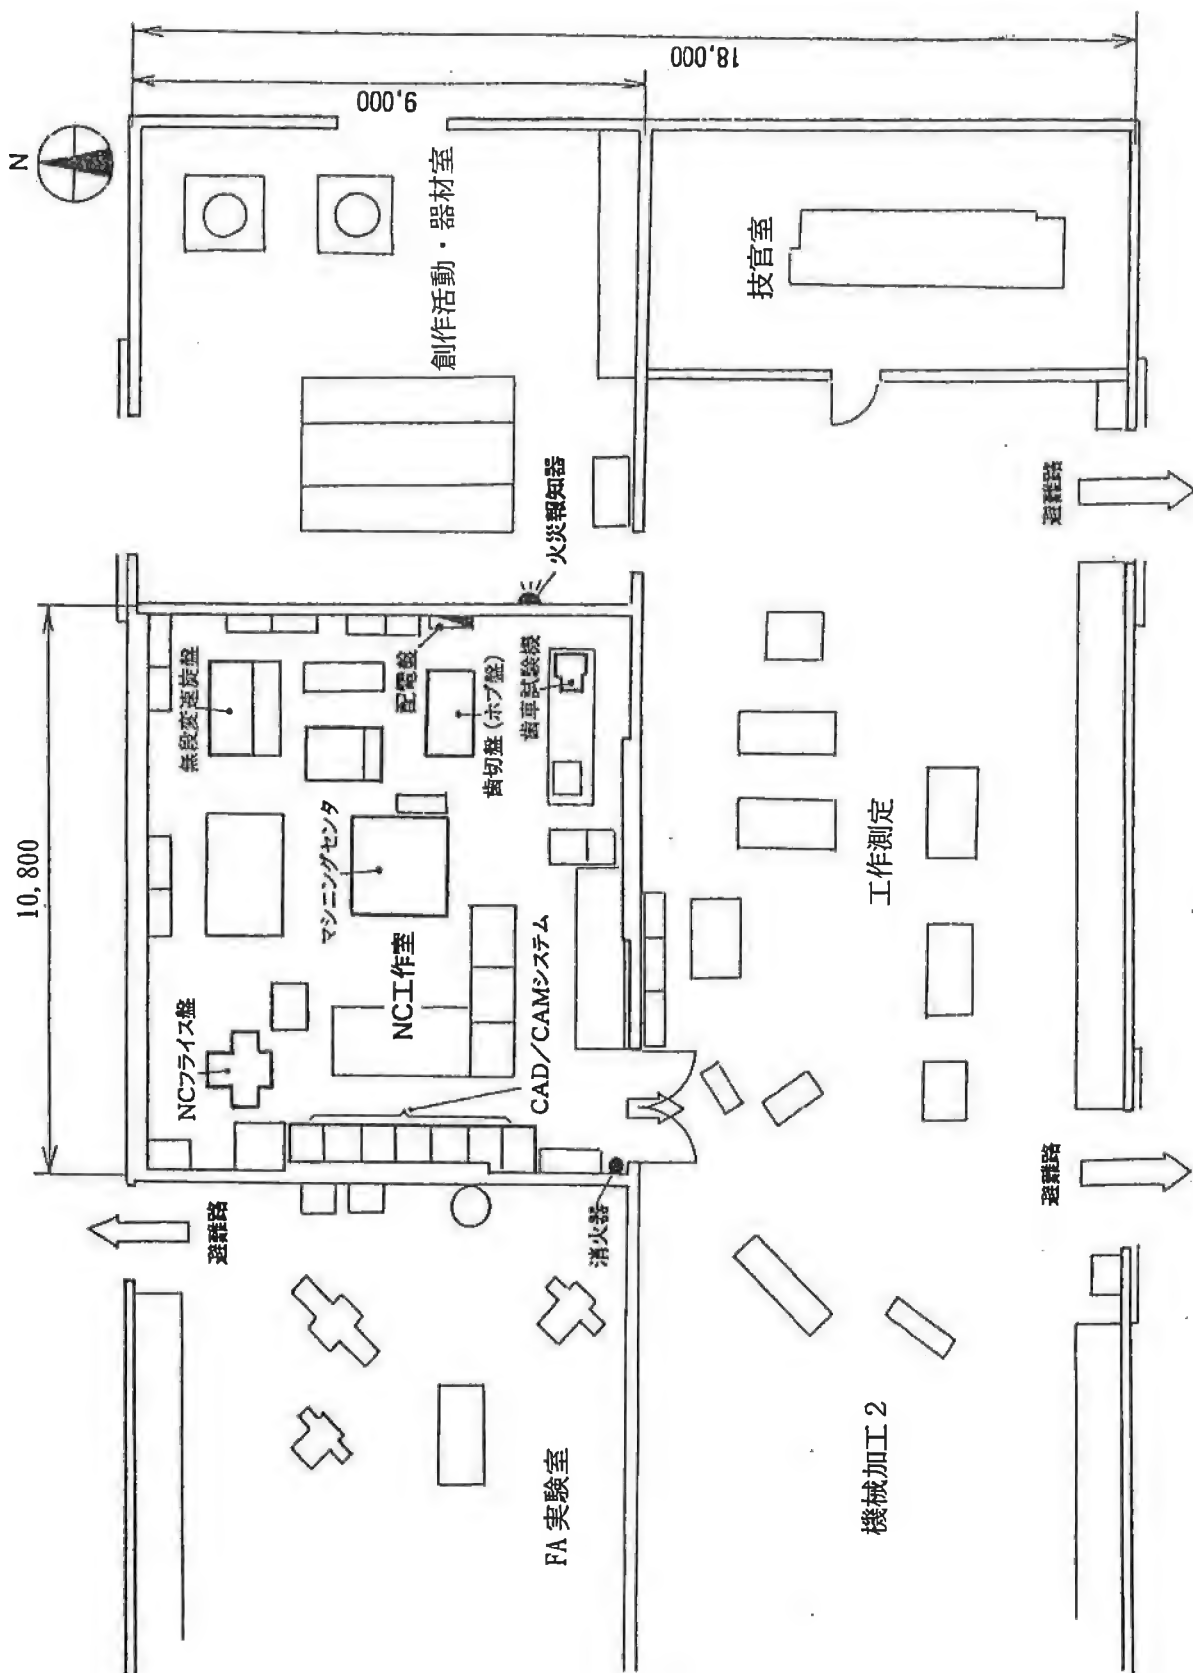 N
18,000
9,000
創作活動・器材室
技官室
火災報知器
避難路
10,800
無段変速旋盤
配電盤
歯切盤(ホブ盤)
歯車試験機
マシニングセンタ
NC工作室
NCフライス盤
CAD/CAMシステム
工作測定
避難路
消火器
避難路
FA 実験室
機械加工 2